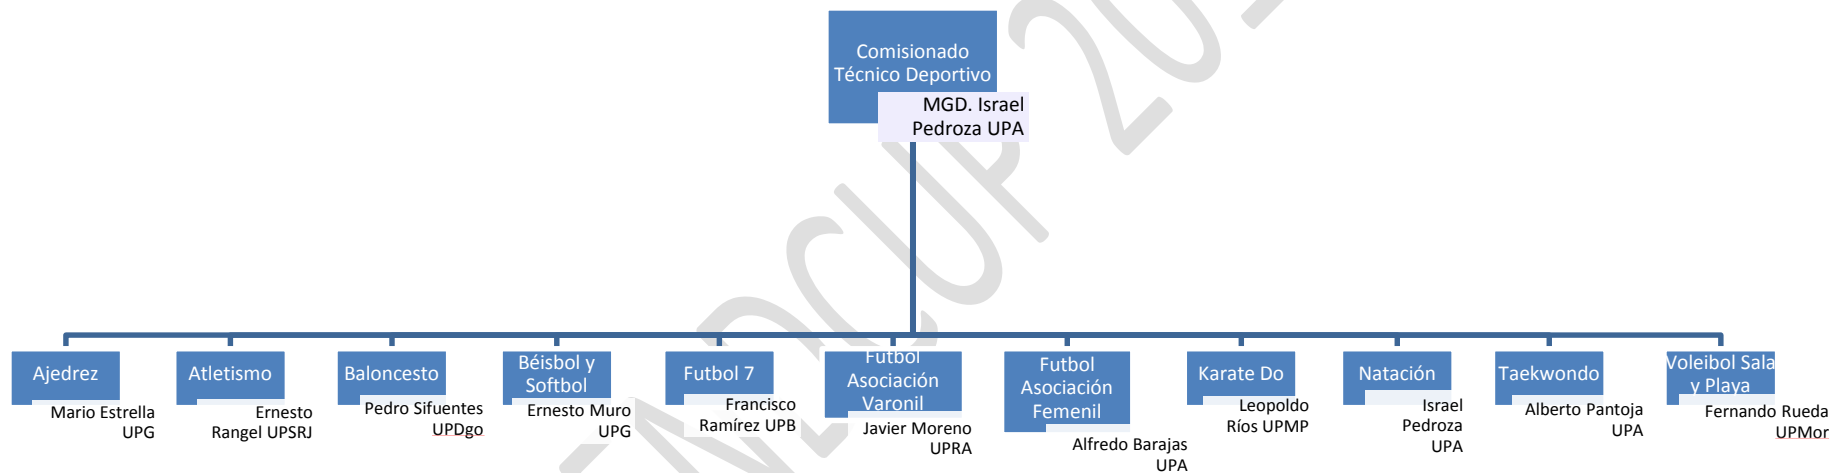 Comisionado
Técnico Deportivo
MGD. Israel
Pedroza UPA
Ajedrez
Mario Estrella
UPG
Atletismo
Ernesto
Rangel UPSRJ
Baloncesto
Pedro Sifuentes
UPDgo
Béisbol y
Softbol
Ernesto Muro
UPG
Futbol 7
Francisco
Ramírez UPB
Futbol
Asociación
Varonil
Javier Moreno
UPRA
Futbol
Asociación
Femenil
Alfredo Barajas
UPA
Karate Do
Leopoldo
Ríos UPMP
Natación
Israel
Pedroza
UPA
Taekwondo
Alberto Pantoja
UPA
Voleibol Sala
y Playa
Fernando Rueda
UPMor